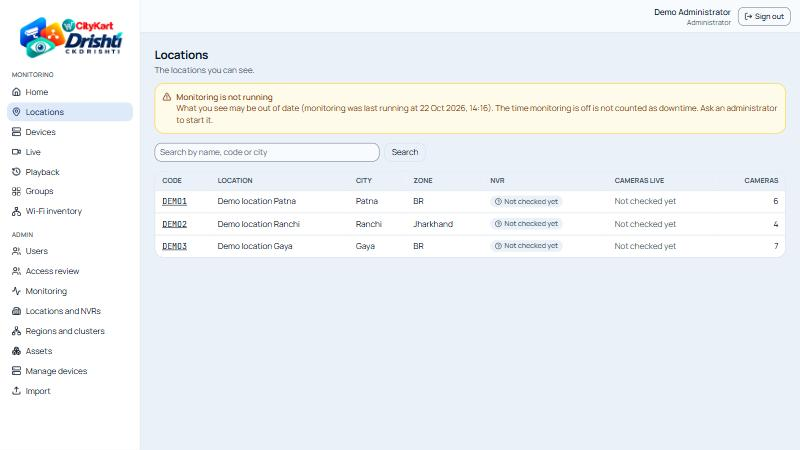 CityKart
Drishti
CKDRISHTI
MONITORING
Home
Locations
Devices
Live
Playback
Groups
Wi-Fi inventory
ADMIN
Users
Access review
Monitoring
Locations and NVRs
Regions and clusters
Assets
Manage devices
Import
Demo Administrator
Administrator
Sign out
Locations
The locations you can see.
Monitoring is not running
What you see may be out of date (monitoring was last running at 22 Oct 2026, 14:16). The time monitoring is off is not counted as downtime. Ask an administrator
to start it.
Search by name, code or city
Search
CODE LOCATION CITY ZONE NVR CAMERAS LIVE CAMERAS
DEMO1 Demo location Patna Patna BR Not checked yet Not checked yet 6
DEMO2 Demo location Ranchi Ranchi Jharkhand Not checked yet Not checked yet 4
DEMO3 Demo location Gaya Gaya BR Not checked yet Not checked yet 7